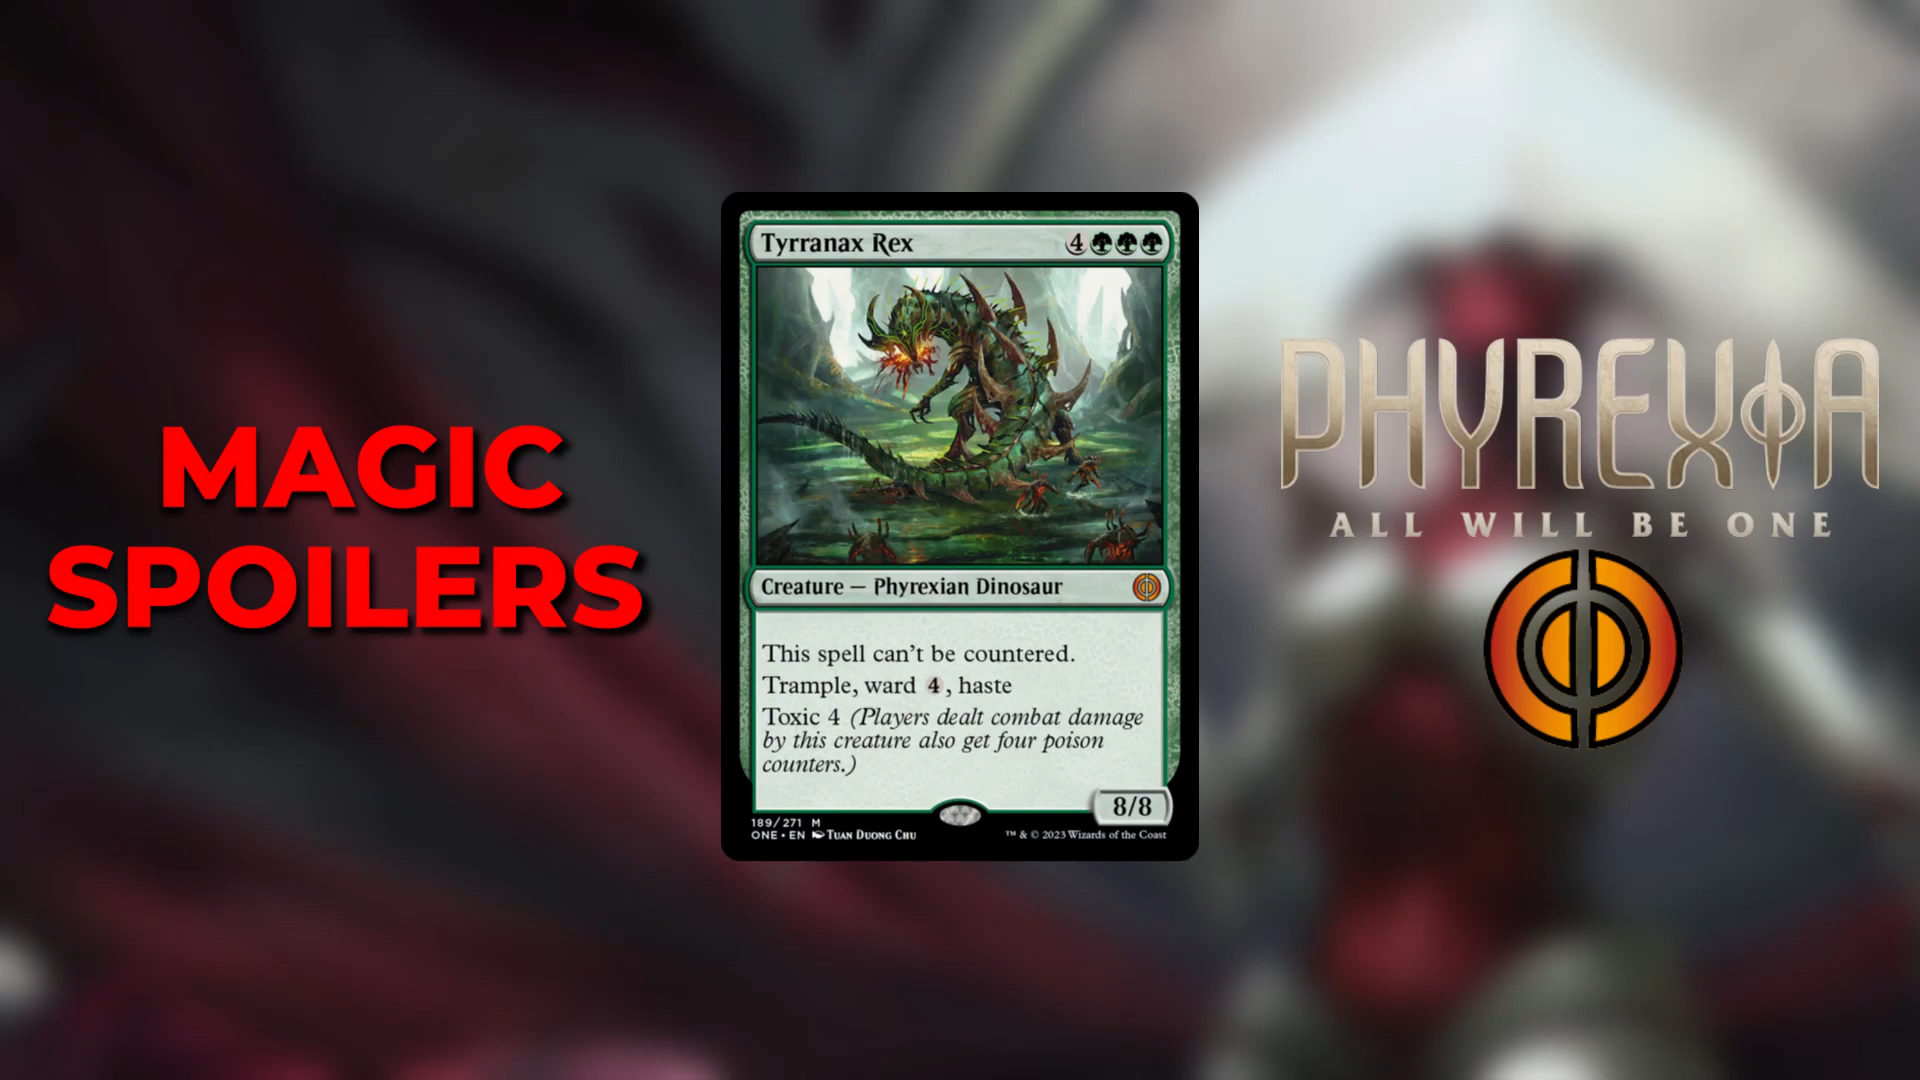 MAGIC
SPOILERS
Tyrranax Rex 4
Creature — Phyrexian Dinosaur
This spell can't be countered.
Trample, ward 4, haste
Toxic 4 (Players dealt combat damage
by this creature also get four poison
counters.)
8/8
189/271 M
ONE • EN TUAN DUONG CHU
™ & © 2023 Wizards of the Coast
PHYREXIA
ALL WILL BE ONE